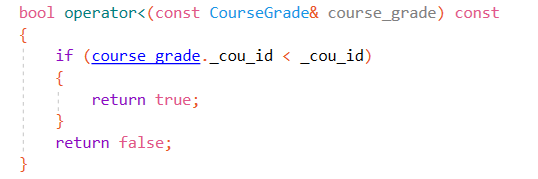 bool operator<(const CourseGrade& course_grade) const
{
    if (course_grade._cou_id < _cou_id)
    {
        return true;
    }
    return false;
}